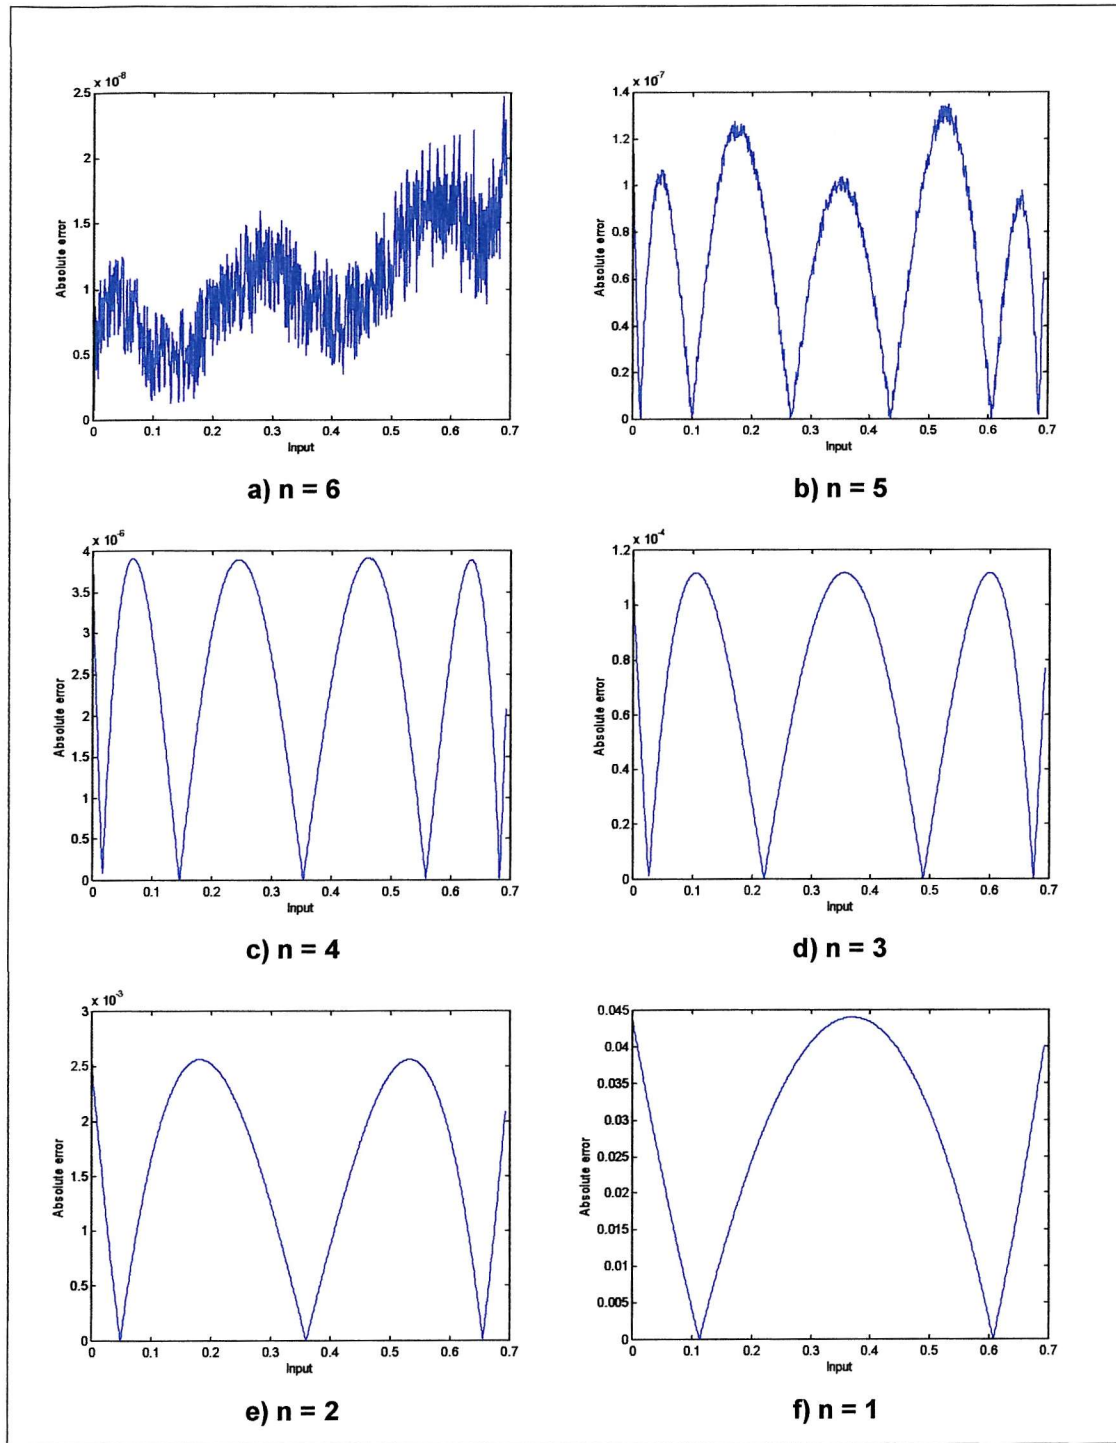 x 10⁻⁸
2.5
2
1.5
1
0.5
0
Absolute error
0 0.1 0.2 0.3 0.4 0.5 0.6 0.7
Input
a) n = 6
x 10⁻⁷
1.4
1.2
1
0.8
0.6
0.4
0.2
0
Absolute error
0 0.1 0.2 0.3 0.4 0.5 0.6 0.7
Input
b) n = 5
x 10⁻⁶
4
3.5
3
2.5
2
1.5
1
0.5
0
Absolute error
0 0.1 0.2 0.3 0.4 0.5 0.6 0.7
Input
c) n = 4
x 10⁻⁴
1.2
1
0.8
0.6
0.4
0.2
0
Absolute error
0 0.1 0.2 0.3 0.4 0.5 0.6 0.7
Input
d) n = 3
x 10⁻³
3
2.5
2
1.5
1
0.5
0
Absolute error
0 0.1 0.2 0.3 0.4 0.5 0.6 0.7
Input
e) n = 2
0.045
0.04
0.035
0.03
0.025
0.02
0.015
0.01
0.005
0
Absolute error
0 0.1 0.2 0.3 0.4 0.5 0.6 0.7
Input
f) n = 1